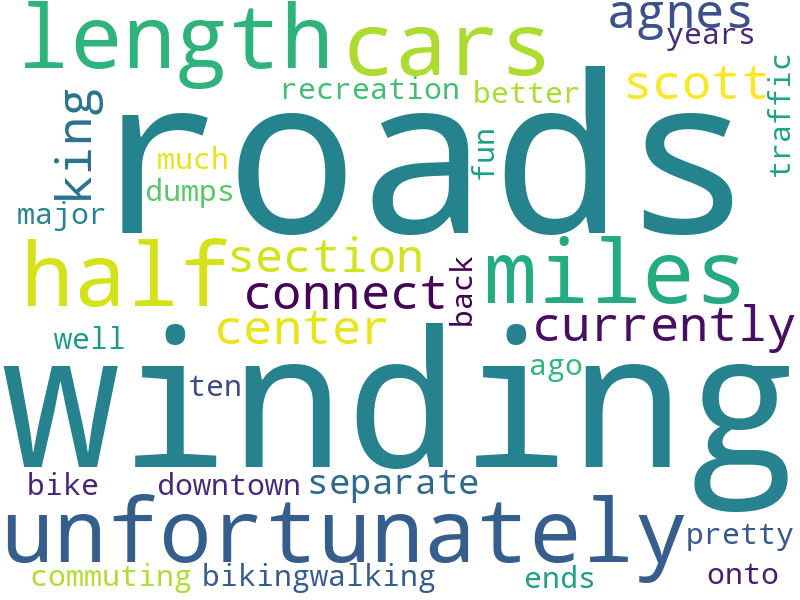 length cars agnes
years
recreation better scott traffic
king roads
much fun
dumps
major
half section miles
connect back
center currently
well
winding
ten ago
bike downtown separate
unfortunately
pretty
commuting bikingwalking ends onto